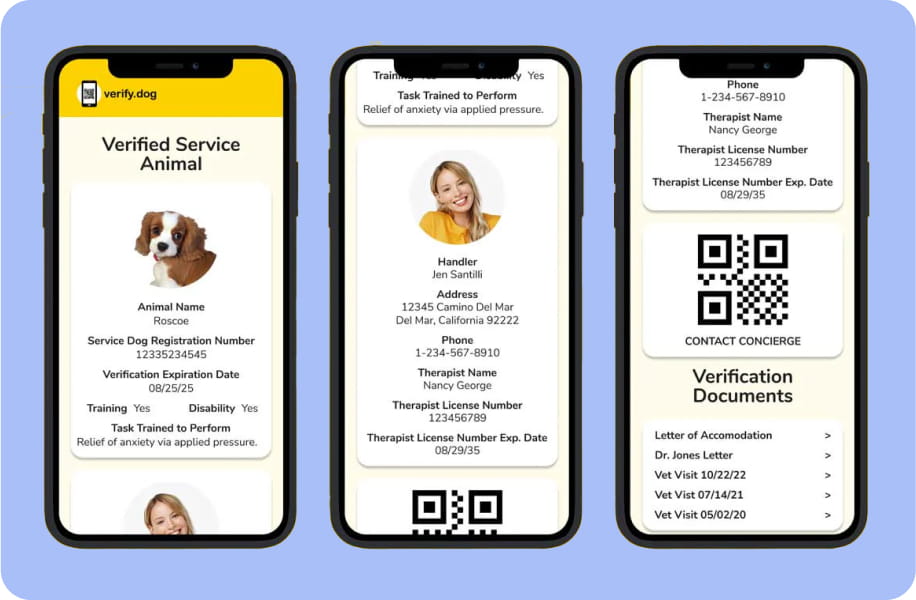 verify.dog
Verified Service
Animal
Animal Name
Roscoe
Service Dog Registration Number
12335234545
Verification Expiration Date
08/25/25
Training Yes Disability Yes
Task Trained to Perform
Relief of anxiety via applied pressure.
Training Yes Disability Yes
Task Trained to Perform
Relief of anxiety via applied pressure.
Handler
Jen Santilli
Address
12345 Camino Del Mar
Del Mar, California 92222
Phone
1-234-567-8910
Therapist Name
Nancy George
Therapist License Number
123456789
Therapist License Number Exp. Date
08/29/35
Phone
1-234-567-8910
Therapist Name
Nancy George
Therapist License Number
123456789
Therapist License Number Exp. Date
08/29/35
CONTACT CONCIERGE
Verification
Documents
Letter of Accomodation >
Dr. Jones Letter >
Vet Visit 10/22/22 >
Vet Vist 07/14/21 >
Vet Visit 05/02/20 >